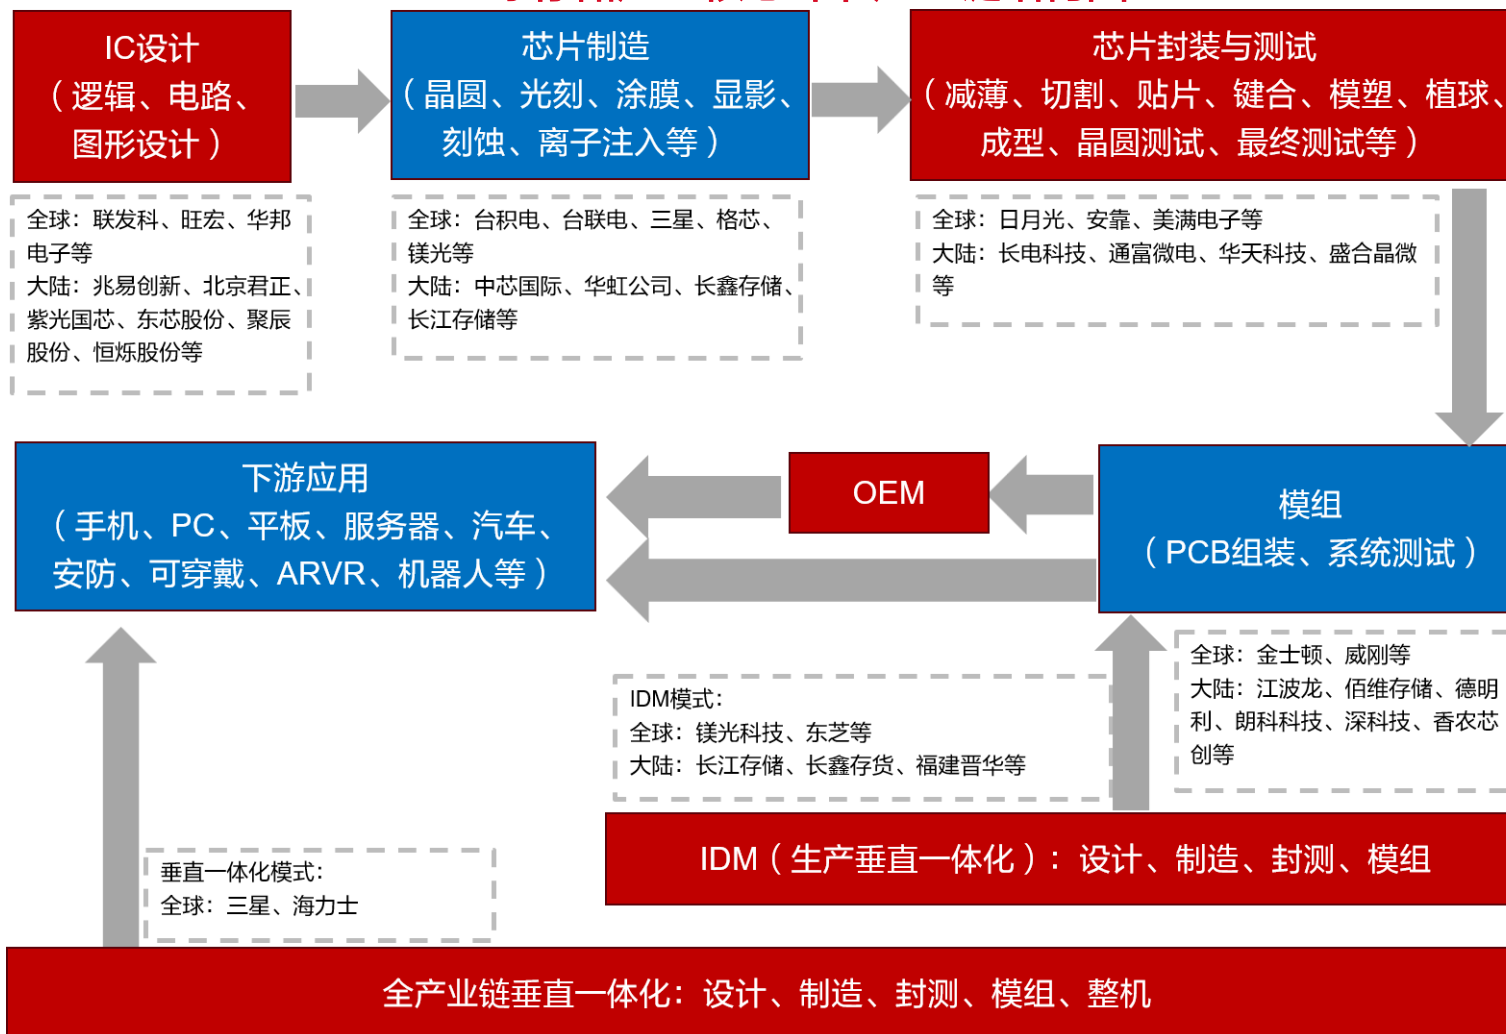 IC设计
（逻辑、电路、
图形设计）
芯片制造
（晶圆、光刻、涂膜、显影、
刻蚀、离子注入等）
芯片封装与测试
（减薄、切割、贴片、键合、模塑、植球、
成型、晶圆测试、最终测试等）
全球：联发科、旺宏、华邦
电子等
大陆：兆易创新、北京君正、
紫光国芯、东芯股份、聚辰
股份、恒烁股份等
全球：台积电、台联电、三星、格芯、
镁光等
大陆：中芯国际、华虹公司、长鑫存储、
长江存储等
全球：日月光、安靠、美满电子等
大陆：长电科技、通富微电、华天科技、盛合晶微
等
下游应用
（手机、PC、平板、服务器、汽车、
安防、可穿戴、ARVR、机器人等）
OEM
模组
（PCB组装、系统测试）
全球：金士顿、威刚等
大陆：江波龙、佰维存储、德明
利、朗科科技、深科技、香农芯
创等
IDM模式：
全球：镁光科技、东芝等
大陆：长江存储、长鑫存货、福建晋华等
IDM（生产垂直一体化）：设计、制造、封测、模组
垂直一体化模式：
全球：三星、海力士
全产业链垂直一体化：设计、制造、封测、模组、整机